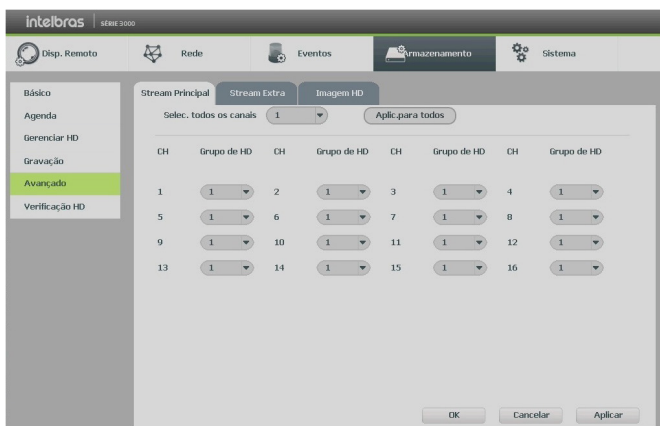 intelbras SÉRIE 3000
Disp. Remoto Rede Eventos Armazenamento Sistema
Básico
Agenda
Gerenciar HD
Gravação
Avançado
Verificação HD
Stream Principal Stream Extra Imagem HD
Selec. todos os canais 1 Aplic.para todos
CH Grupo de HD CH Grupo de HD CH Grupo de HD CH Grupo de HD
1 1 2 1 3 1 4 1
5 1 6 1 7 1 8 1
9 1 10 1 11 1 12 1
13 1 14 1 15 1 16 1
OK Cancelar Aplicar